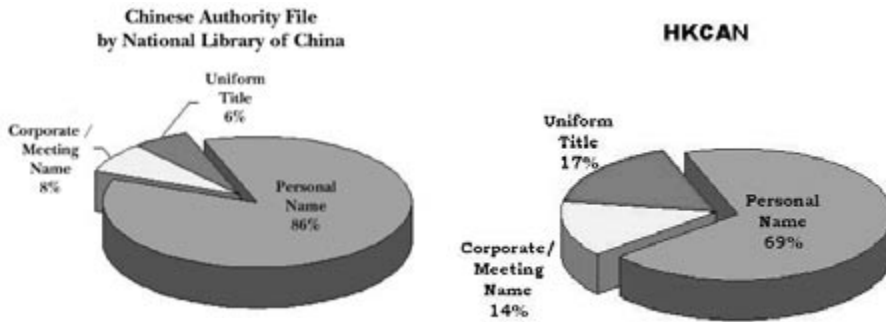 Chinese Authority File
by National Library of China
Uniform
Title
6%
Corporate /
Meeting
Name
8%
Personal
Name
86%
HKCAN
Uniform
Title
17%
Personal
Name
69%
Corporate/
Meeting
Name
14%